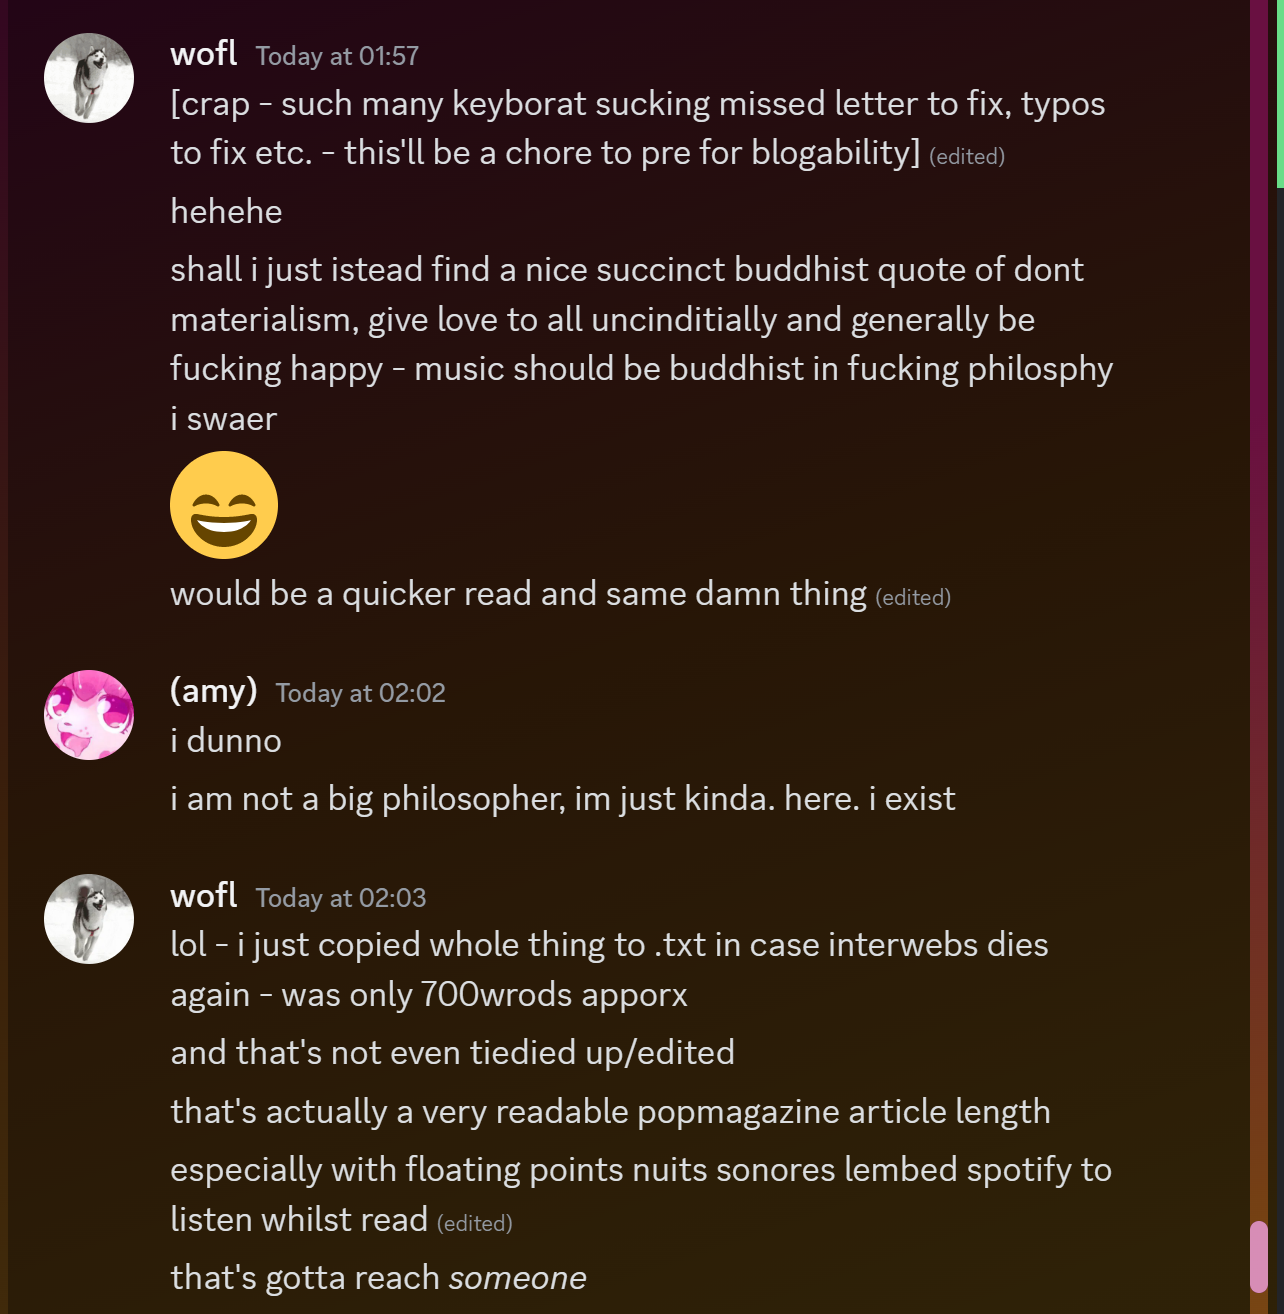 wofl Today at 01:57
[crap - such many keyborat sucking missed letter to fix, typos
to fix etc. - this'll be a chore to pre for blogability] (edited)
hehehe
shall i just istead find a nice succinct buddhist quote of dont
materialism, give love to all uncinditially and generally be
fucking happy - music should be buddhist in fucking philosphy
i swaer
would be a quicker read and same damn thing (edited)
(amy) Today at 02:02
i dunno
i am not a big philosopher, im just kinda. here. i exist
wofl Today at 02:03
lol - i just copied whole thing to .txt in case interwebs dies
again - was only 700wrods apporx
and that's not even tiedied up/edited
that's actually a very readable popmagazine article length
especially with floating points nuits sonores lembed spotify to
listen whilst read (edited)
that's gotta reach someone